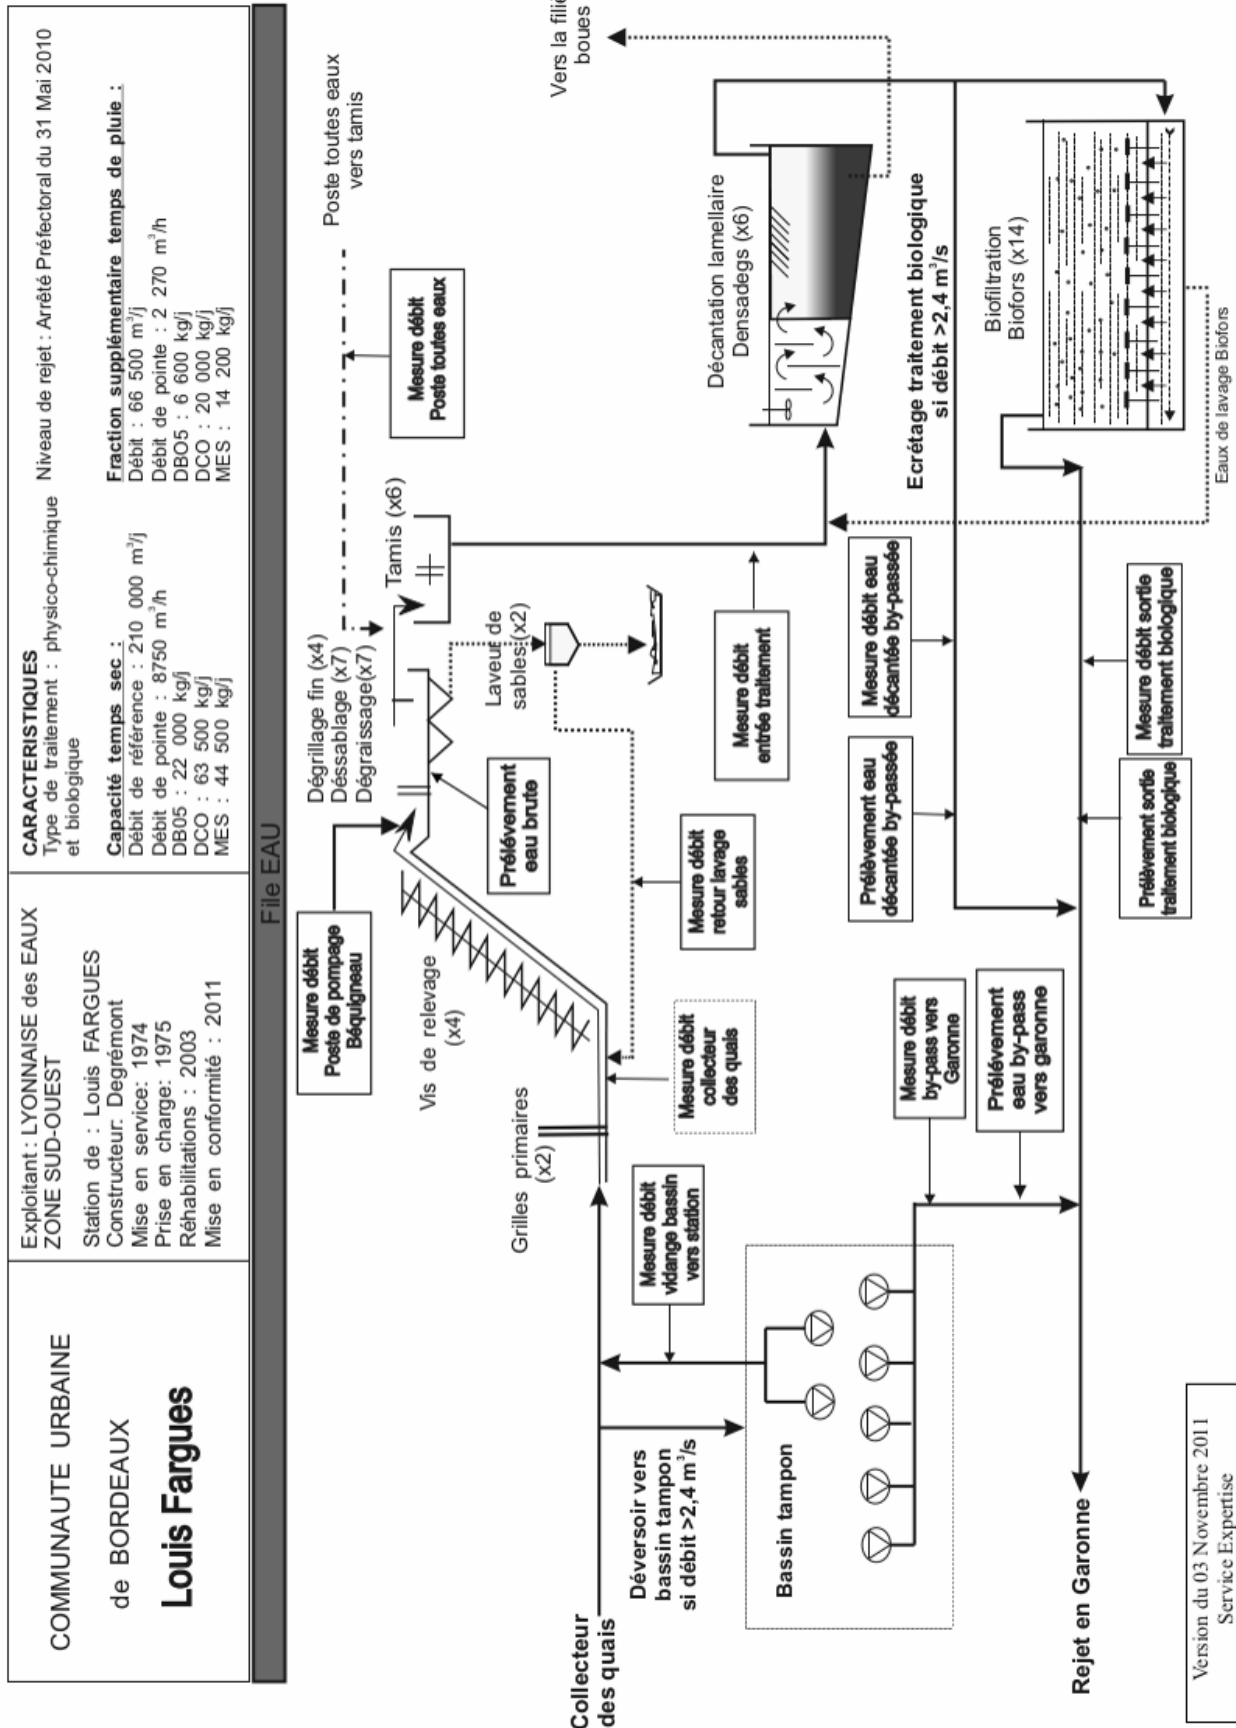 COMMUNAUTE URBAINE
de BORDEAUX
Louis Fargues
Exploitant : LYONNAISE des EAUX
ZONE SUD-OUEST
Station de : Louis FARGUES
Constructeur: Degrémont
Mise en service: 1974
Prise en charge: 1975
Réhabilitations : 2003
Mise en conformité : 2011
CARACTERISTIQUES
Type de traitement : physico-chimique
et biologique
Niveau de rejet : Arrêté Préfectoral du 31 Mai 2010
Capacité temps sec :
Débit de référence : 210 000 m³/j
Débit de pointe : 8750 m³/h
DB05 : 22 000 kg/j
DCO : 63 500 kg/j
MES : 44 500 kg/j
Fraction supplémentaire temps de pluie :
Débit : 66 500 m³/j
Débit de pointe : 2 270 m³/h
DBO5 : 6 600 kg/j
DCO : 20 000 kg/j
MES : 14 200 kg/j
File EAU
Mesure débit
Poste de pompage
Béquigneau
Dégrillage fin (x4)
Déssablage (x7)
Dégraissage(x7)
Poste toutes eaux
vers tamis
Mesure débit
Poste toutes eaux
Tamis (x6)
Vis de relevage
(x4)
Prélévement
eau brute
Laveur de
sables(x2)
Grilles primaires
(x2)
Vers la filiè
boues
Collecteur
des quais
Déversoir vers
bassin tampon
si débit >2,4 m³/s
Mesure débit
vidange bassin
vers station
Mesure débit
collecteur
des quais
Mesure débit
retour lavage
sables
Mesure débit
entrée traitement
Décantation lamellaire
Densadegs (x6)
Bassin tampon
Ecrétage traitement biologique
si débit >2,4 m³/s
Mesure débit
by-pass vers
Garonne
Prélévement
eau by-pass
vers garonne
Prélèvement eau
décantée by-passée
Mesure débit eau
décantée by-passée
Biofiltration
Biofors (x14)
Rejet en Garonne
Prélèvement sortie
traitement biologique
Mesure débit sortie
traitement biologique
Eaux de lavage Biofors
Version du 03 Novembre 2011
Service Expertise